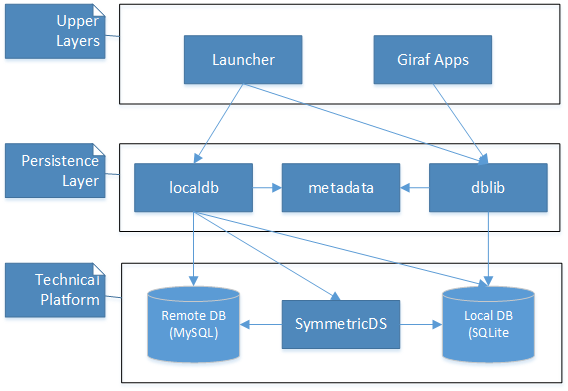 Upper
Layers
Launcher
Giraf Apps
Persistence
Layer
localdb
metadata
dblib
Technical
Platform
Remote DB
(MySQL)
SymmetricDS
Local DB
(SQLite